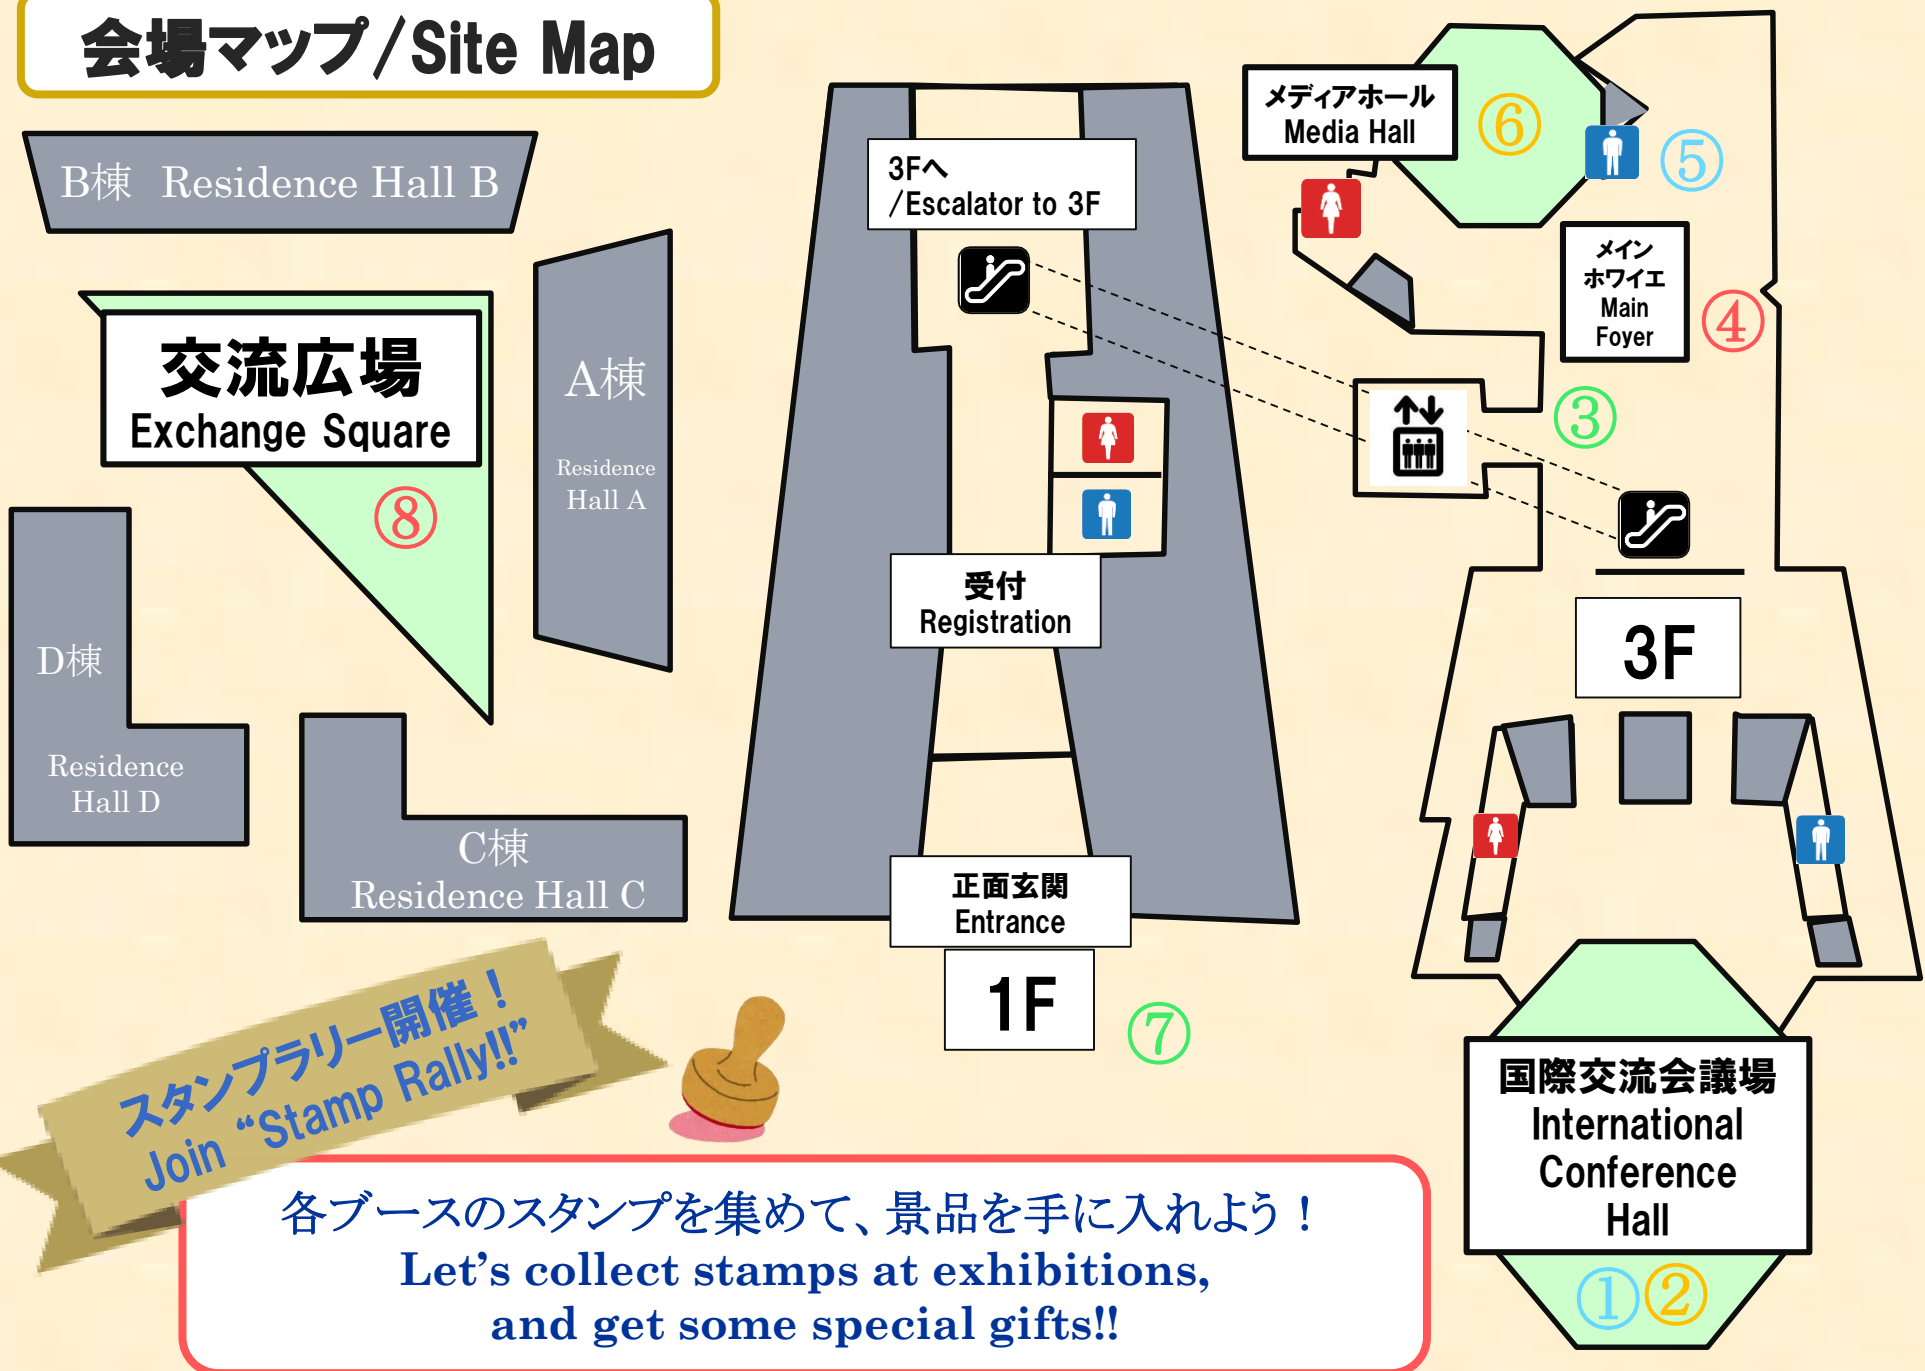 会場マップ/Site Map
B棟 Residence Hall B
交流広場
Exchange Square
⑧
A棟
Residence
Hall A
D棟
Residence
Hall D
C棟
Residence Hall C
3Fへ
/Escalator to 3F
受付
Registration
正面玄関
Entrance
1F
⑦
メディアホール
Media Hall
⑥
⑤
メイン
ホワイエ
Main
Foyer
④
③
3F
国際交流会議場
International
Conference
Hall
①②
スタンプラリー開催！
Join “Stamp Rally!!”
各ブースのスタンプを集めて、景品を手に入れよう！
Let’s collect stamps at exhibitions,
and get some special gifts!!